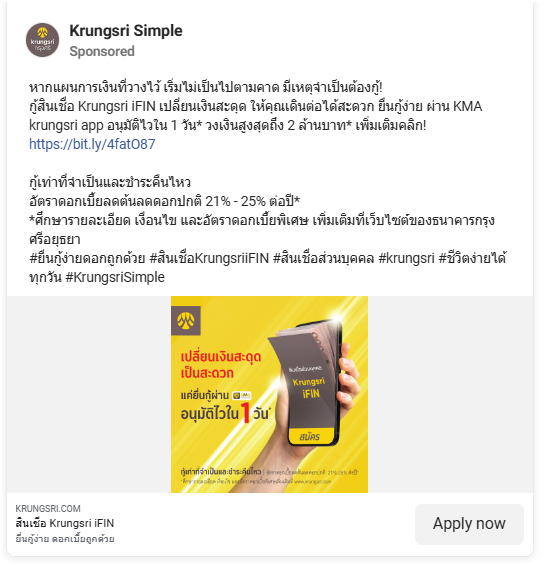 Krungsri Simple
Sponsored
krungsri
กรุงศรี
หากแผนการเงินที่วางไว้ เริ่มไม่เป็นไปตามคาด มีเหตุจำเป็นต้องกู้!
กู้สินเชื่อ Krungsri iFIN เปลี่ยนเงินสะดุด ให้คุณเดินต่อได้สะดวก ยื่นกู้ง่าย ผ่าน KMA
krungsri app อนุมัติไวใน 1 วัน* วงเงินสูงสุดถึง 2 ล้านบาท* เพิ่มเติมคลิก!
https://bit.ly/4fatO87
กู้เท่าที่จำเป็นและชำระคืนไหว
อัตราดอกเบี้ยลดต้นลดดอกปกติ 21% - 25% ต่อปี*
*ศึกษารายละเอียด เงื่อนไข และอัตราดอกเบี้ยพิเศษ เพิ่มเติมที่เว็บไซต์ของธนาคารกรุง
ศรีอยุธยา
#ยื่นกู้ง่ายดอกถูกด้วย #สินเชื่อKrungsriiFIN #สินเชื่อส่วนบุคคล #krungsri #ชีวิตง่ายได้
ทุกวัน #KrungsriSimple
เปลี่ยนเงินสะดุด
เป็นสะดวก
แค่ยื่นกู้ผ่าน
อนุมัติไวใน 1 วัน*
สินเชื่อส่วนบุคคล
Krungsri
iFIN
สมัคร
กู้เท่าที่จำเป็นและชำระคืนไหว
KRUNGSRI.COM
สินเชื่อ Krungsri iFIN
ยื่นกู้ง่าย ดอกเบี้ยถูกด้วย
Apply now